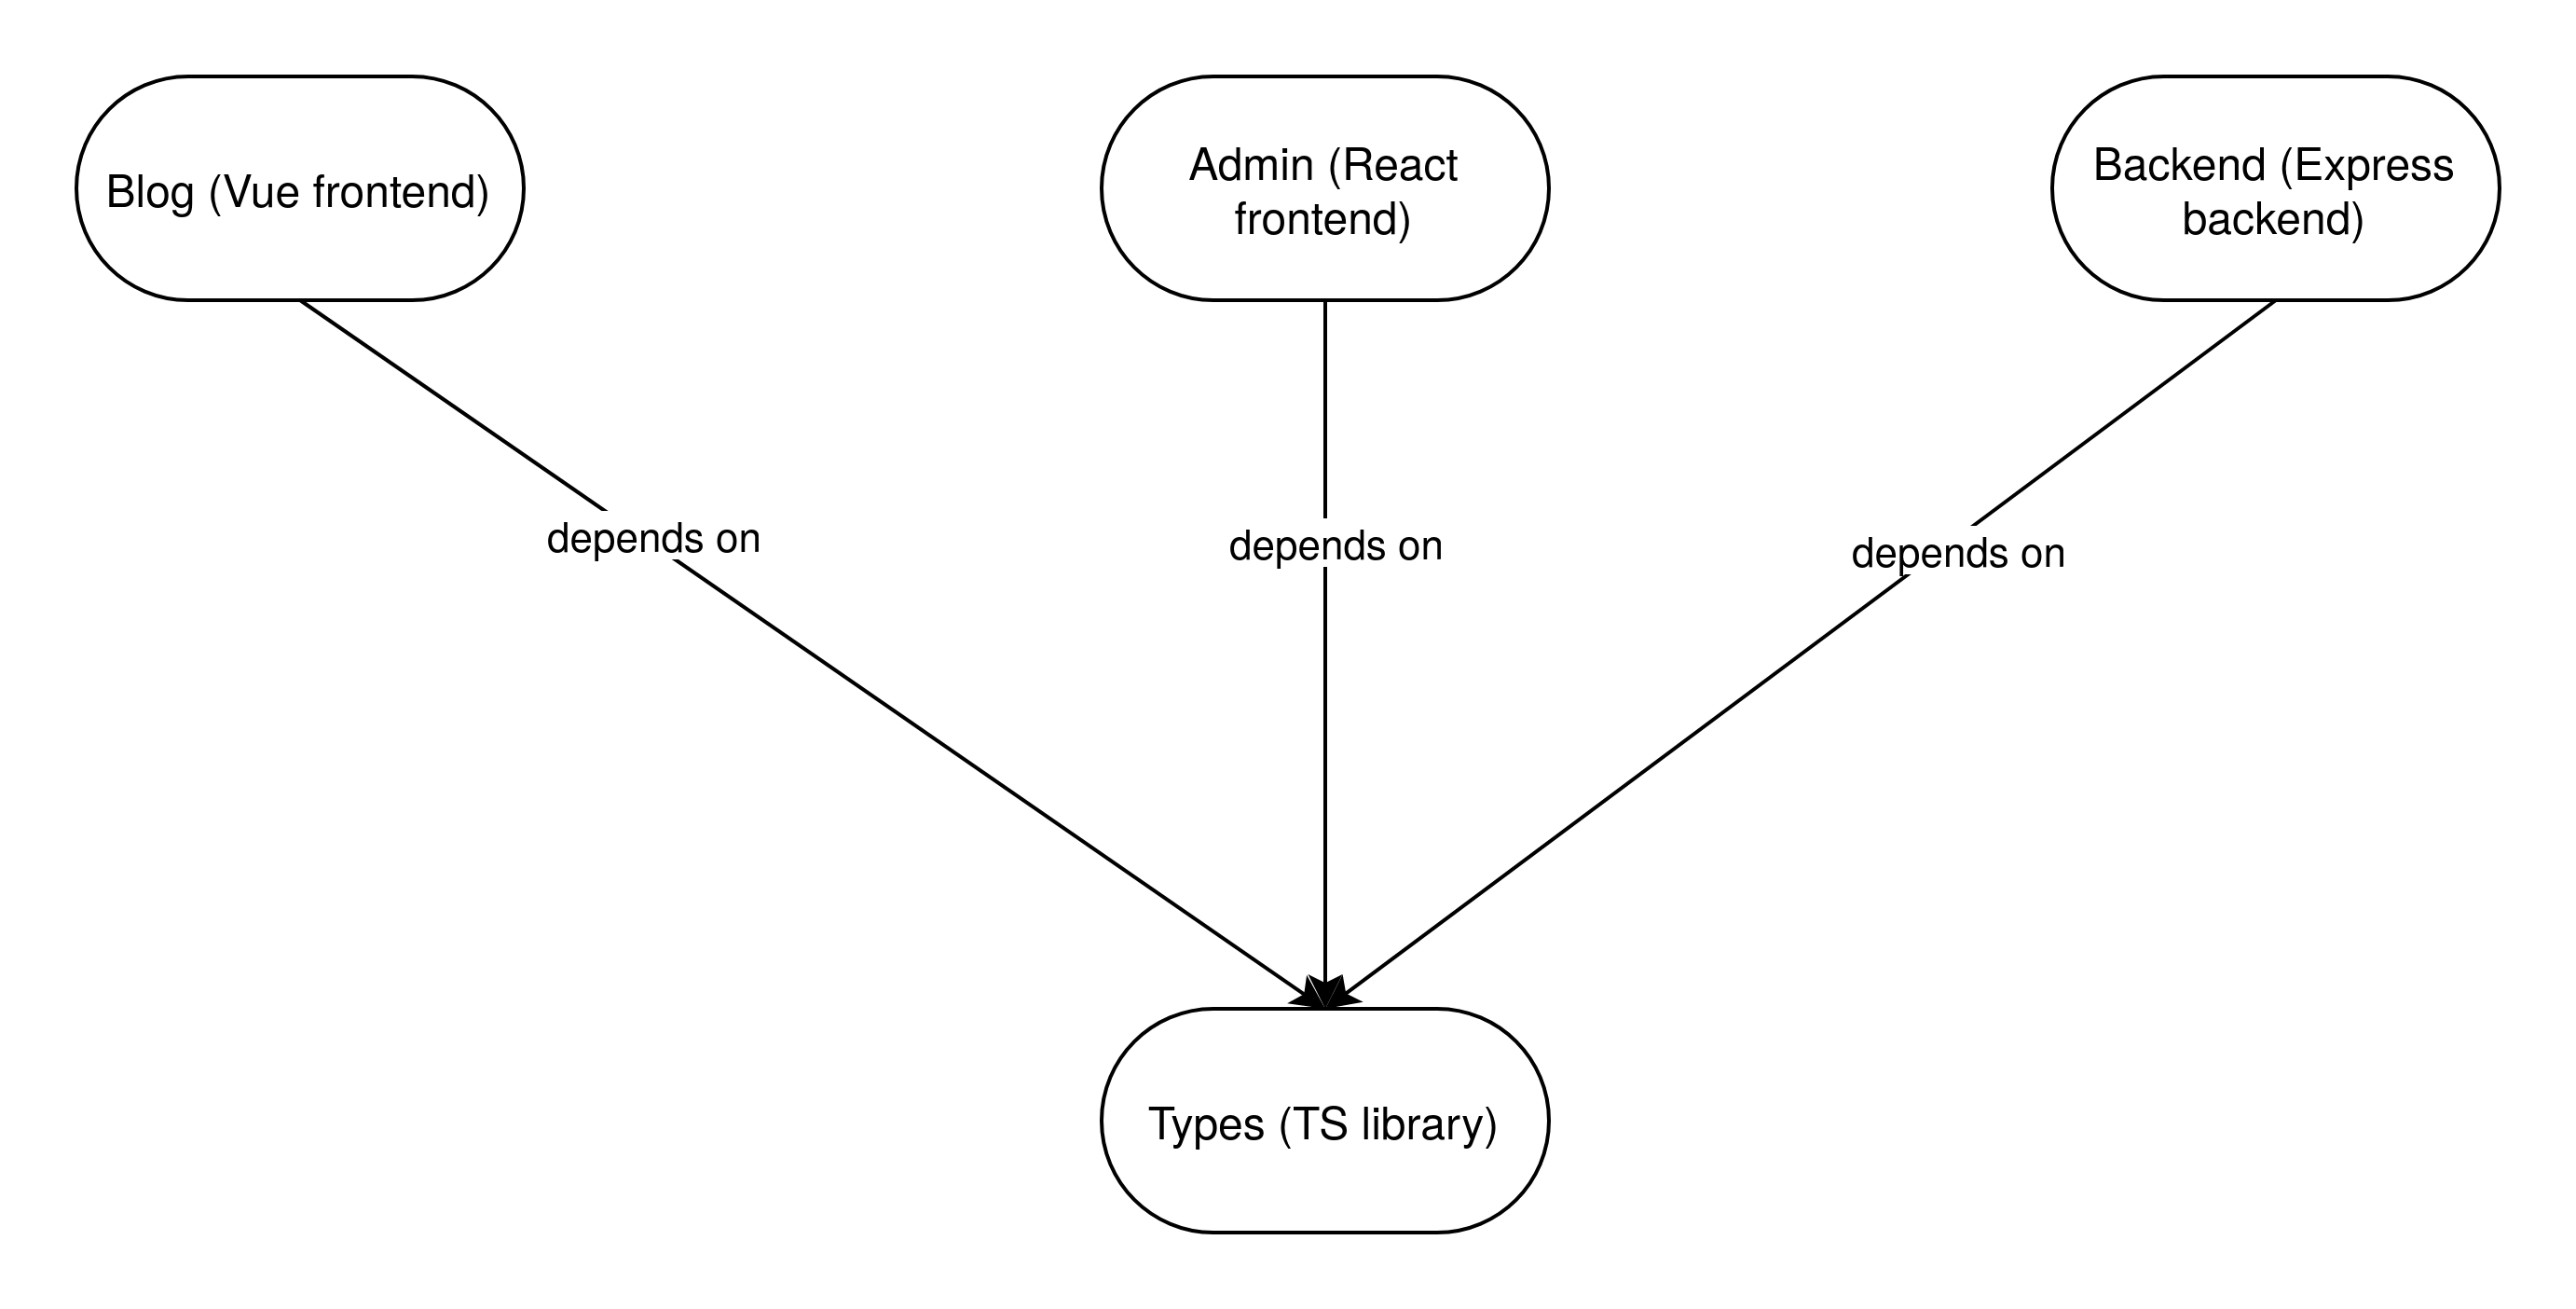 Blog (Vue frontend)
Admin (React
frontend)
Backend (Express
backend)
depends on
depends on
depends on
Types (TS library)